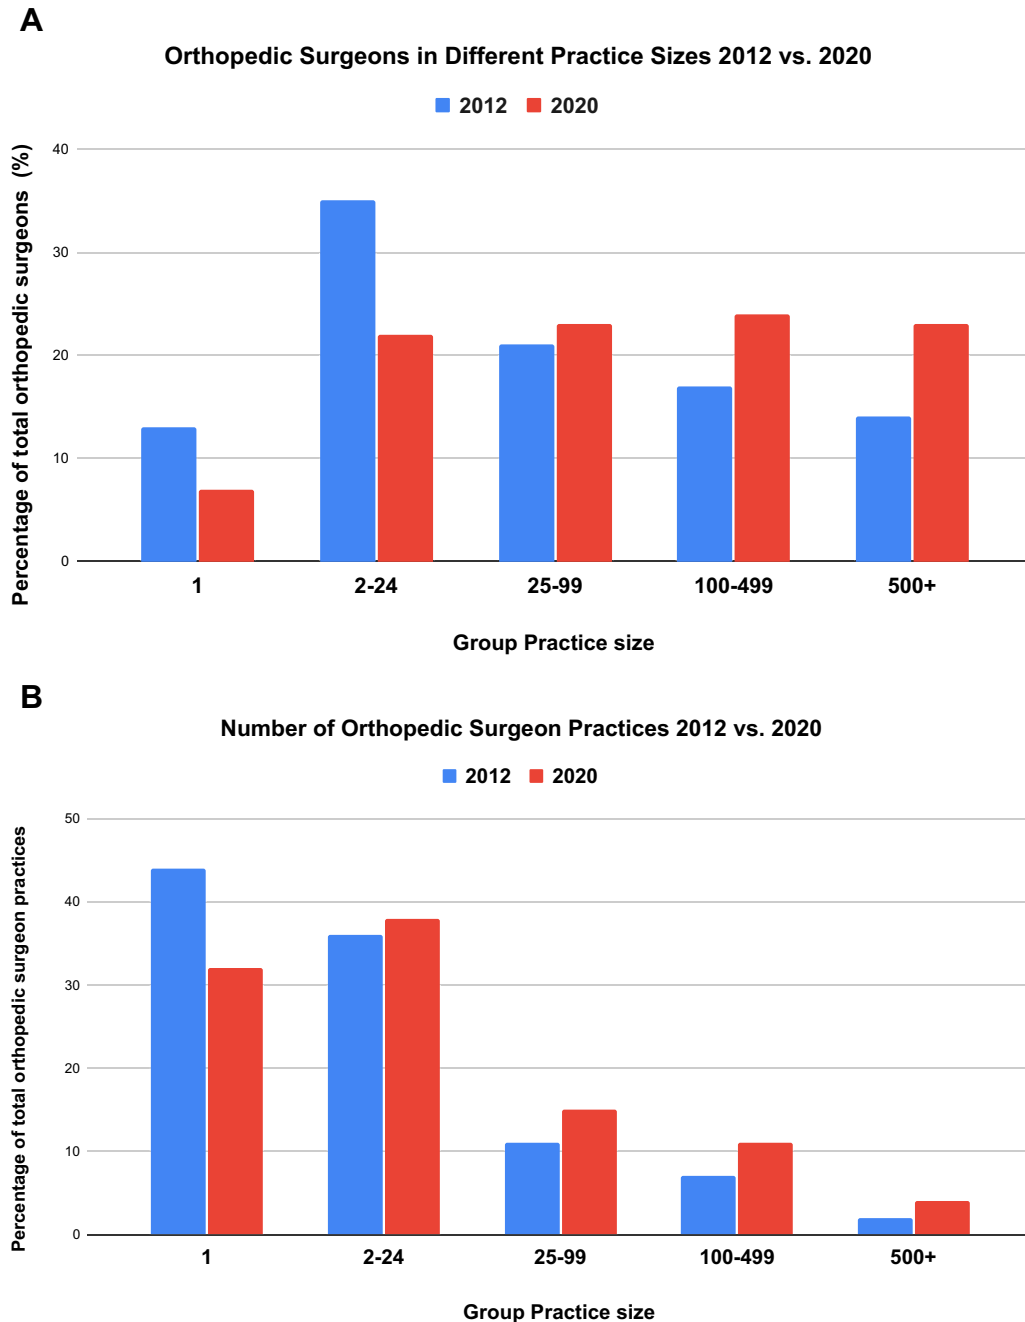 A
Orthopedic Surgeons in Different Practice Sizes 2012 vs. 2020
2012 2020
Percentage of total orthopedic surgeons (%)
40
30
20
10
0
1 2-24 25-99 100-499 500+
Group Practice size
B
Number of Orthopedic Surgeon Practices 2012 vs. 2020
2012 2020
Percentage of total orthopedic surgeon practices
50
40
30
20
10
0
1 2-24 25-99 100-499 500+
Group Practice size